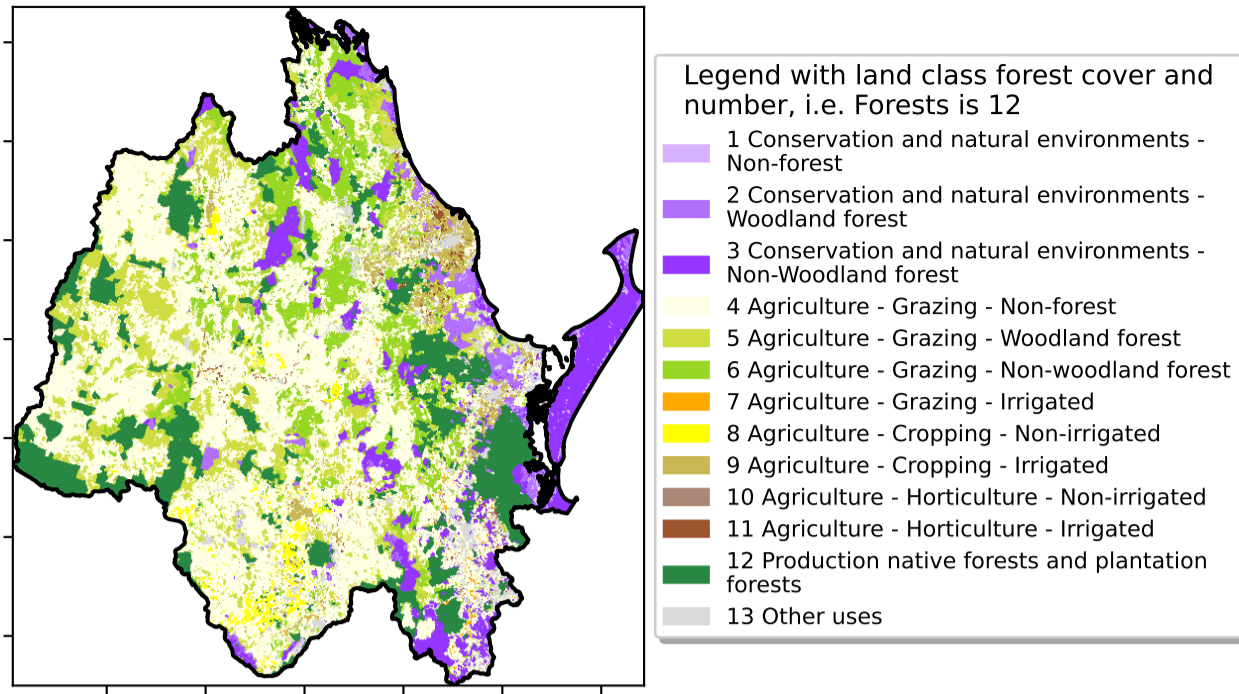 Legend with land class forest cover and
number, i.e. Forests is 12
1 Conservation and natural environments -
Non-forest
2 Conservation and natural environments -
Woodland forest
3 Conservation and natural environments -
Non-Woodland forest
4 Agriculture - Grazing - Non-forest
5 Agriculture - Grazing - Woodland forest
6 Agriculture - Grazing - Non-woodland forest
7 Agriculture - Grazing - Irrigated
8 Agriculture - Cropping - Non-irrigated
9 Agriculture - Cropping - Irrigated
10 Agriculture - Horticulture - Non-irrigated
11 Agriculture - Horticulture - Irrigated
12 Production native forests and plantation
forests
13 Other uses